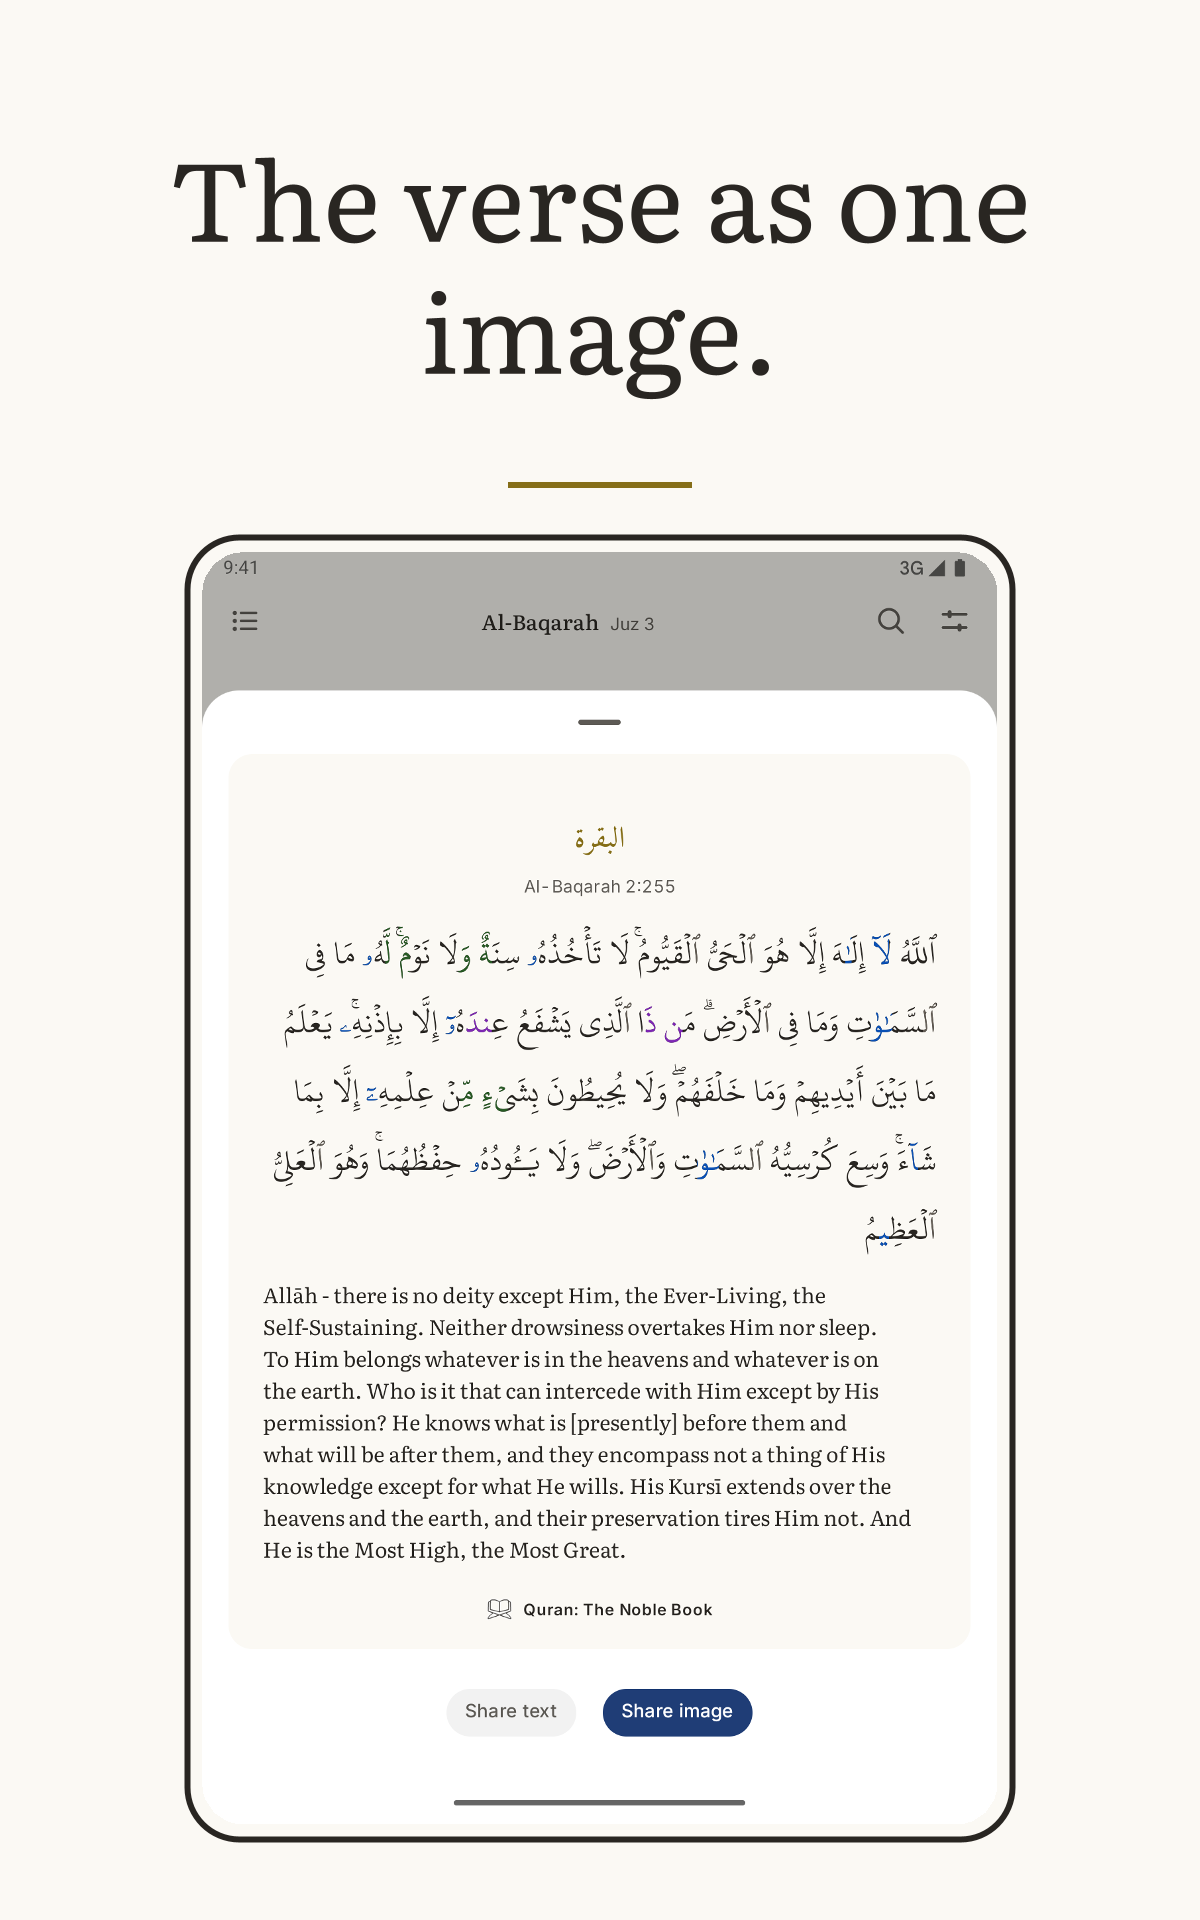 The verse as one
image.
9:41
3G
Al-Baqarah Juz 3
البقرة
Al-Baqarah 2:255
ٱللَّهُ لَآ إِلَـٰهَ إِلَّا هُوَ ٱلْحَىُّ ٱلْقَيُّومُ ۚ لَا تَأْخُذُهُۥ سِنَةٌ وَلَا نَوْمٌ ۚ لَّهُۥ مَا فِى
ٱلسَّمَـٰوَٰتِ وَمَا فِى ٱلْأَرْضِ ۗ مَن ذَا ٱلَّذِى يَشْفَعُ عِندَهُۥٓ إِلَّا بِإِذْنِهِۦ ۚ يَعْلَمُ
مَا بَيْنَ أَيْدِيهِمْ وَمَا خَلْفَهُمْ ۖ وَلَا يُحِيطُونَ بِشَىْءٍ مِّنْ عِلْمِهِۦٓ إِلَّا بِمَا
شَآءَ ۚ وَسِعَ كُرْسِيُّهُ ٱلسَّمَـٰوَٰتِ وَٱلْأَرْضَ ۖ وَلَا يَـُٔودُهُۥ حِفْظُهُمَا ۚ وَهُوَ ٱلْعَلِىُّ
ٱلْعَظِيمُ
Allāh - there is no deity except Him, the Ever-Living, the
Self-Sustaining. Neither drowsiness overtakes Him nor sleep.
To Him belongs whatever is in the heavens and whatever is on
the earth. Who is it that can intercede with Him except by His
permission? He knows what is [presently] before them and
what will be after them, and they encompass not a thing of His
knowledge except for what He wills. His Kursī extends over the
heavens and the earth, and their preservation tires Him not. And
He is the Most High, the Most Great.
Quran: The Noble Book
Share text
Share image